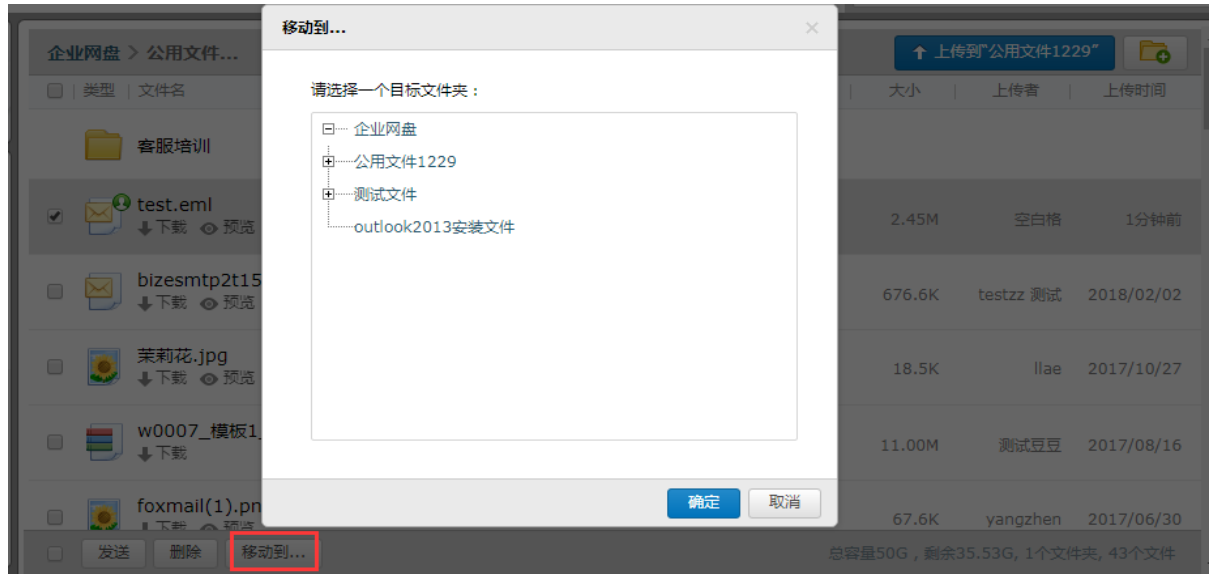 移动到...
企业网盘 > 公用文件...
上传到"公用文件1229"
类型 文件名 大小 上传者 上传时间
请选择一个目标文件夹：
企业网盘
公用文件1229
测试文件
outlook2013安装文件
客服培训
test.eml
下载 预览 2.45M 空白格 1分钟前
bizesmtp2t15
下载 预览 676.6K testzz 测试 2018/02/02
茉莉花.jpg
下载 预览 18.5K llae 2017/10/27
w0007_模板1_
下载 11.00M 测试豆豆 2017/08/16
foxmail(1).pn
下载 预览 67.6K yangzhen 2017/06/30
确定 取消
发送 删除 移动到... 总容量50G，剩余35.53G, 1个文件夹, 43个文件